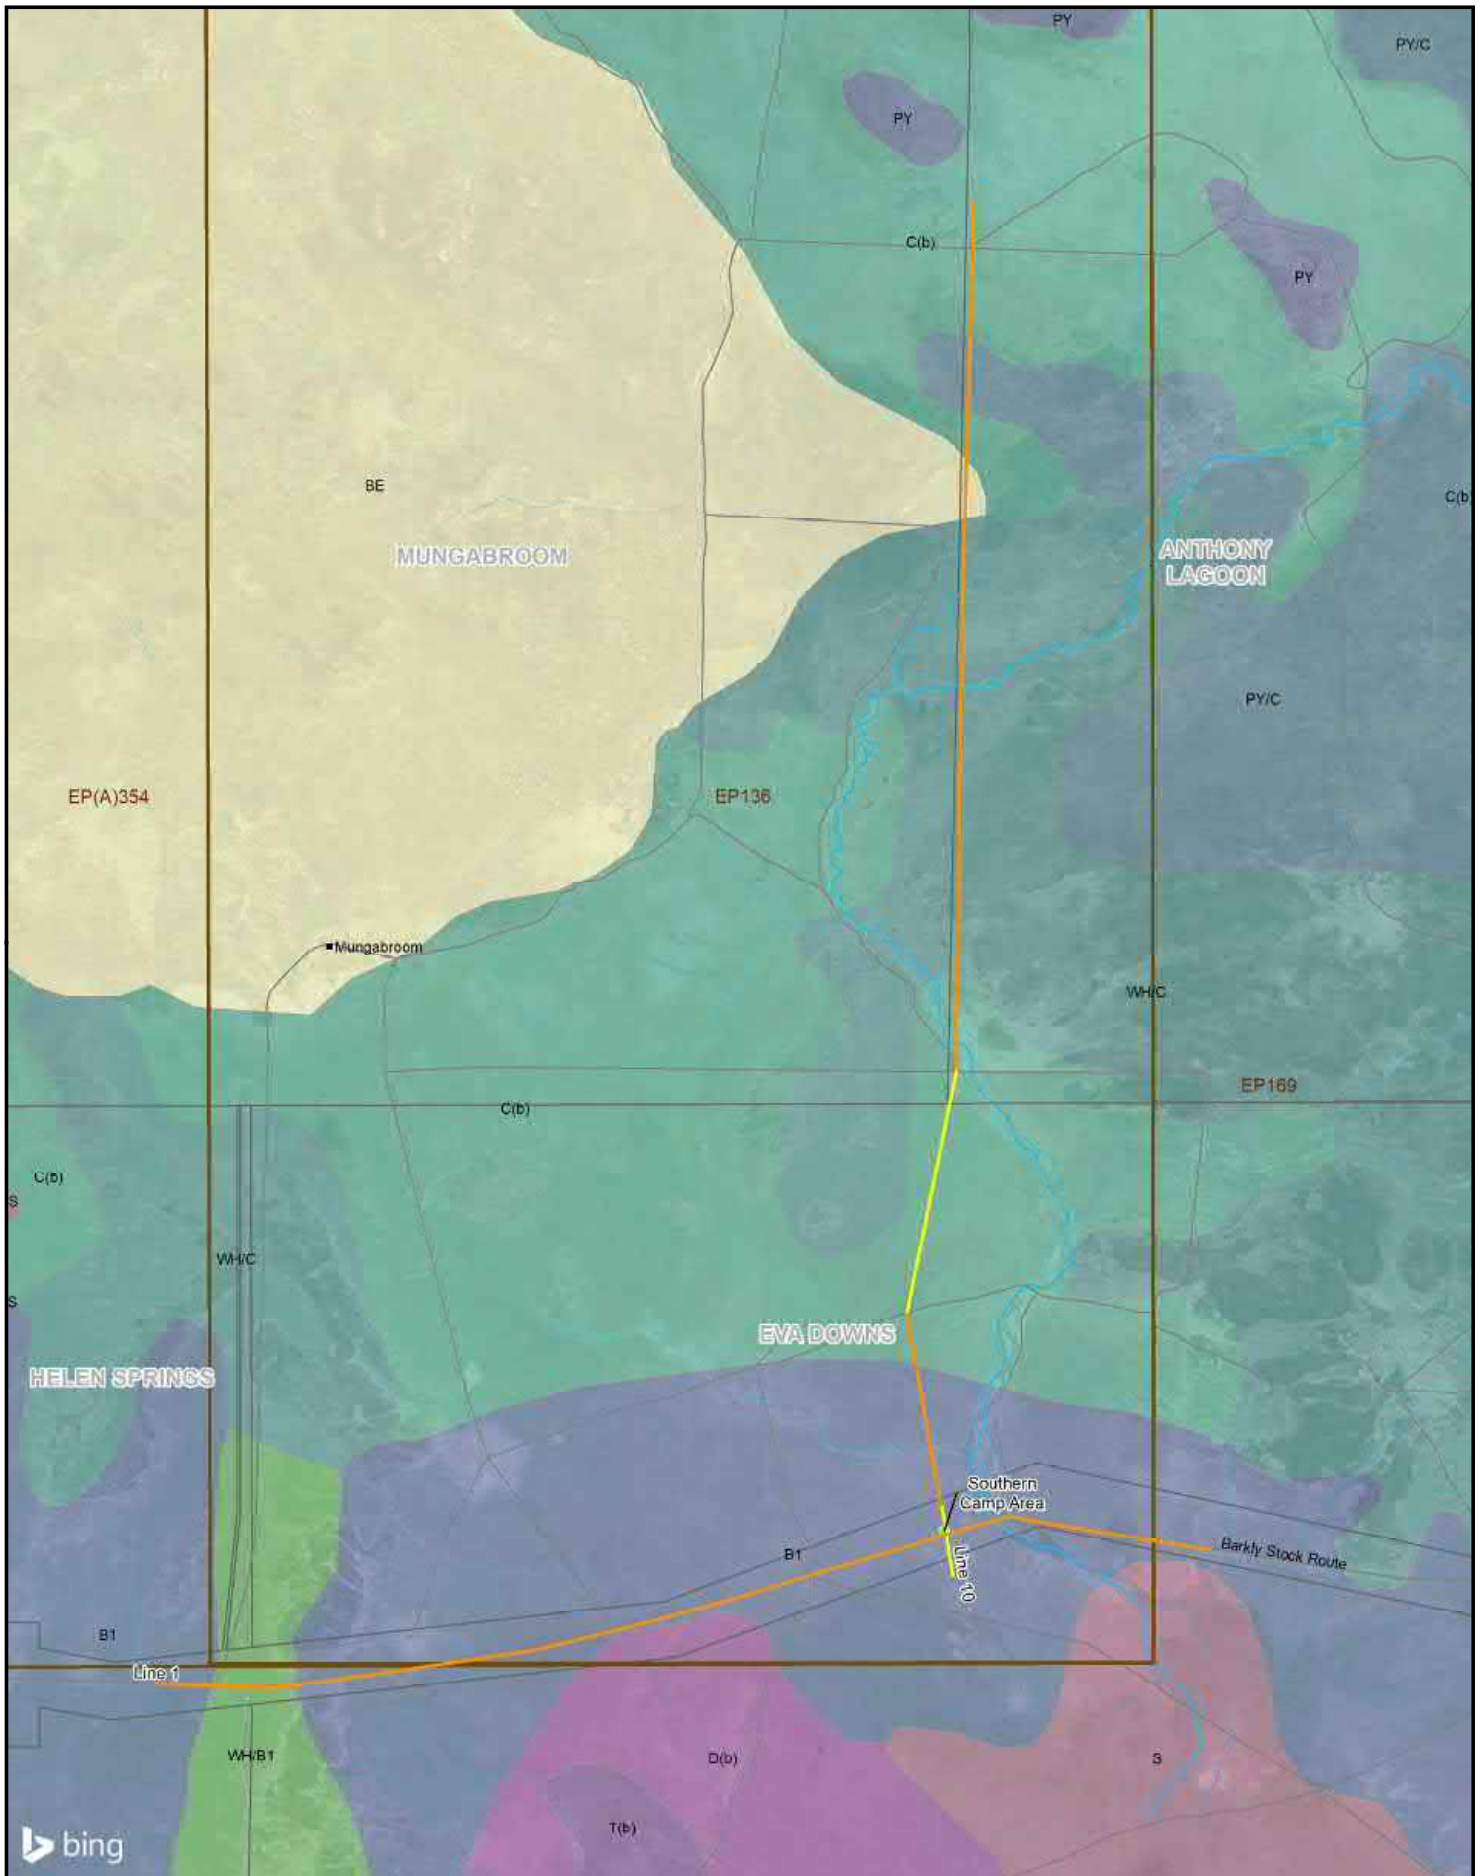 PY
PY/C
PY
C(b)
PY
BE
C(b
MUNGABROOM
ANTHONY
LAGOON
PY/C
EP(A)354
EP136
Mungabroom
WH/C
EP169
C(b)
C(b)
S
WH/C
S
EVA DOWNS
HELEN SPRINGS
Southern
Camp Area
Barkly Stock Route
B1
Line 10
B1
Line 1
WH/B1
D(b)
S
T(b)
bing